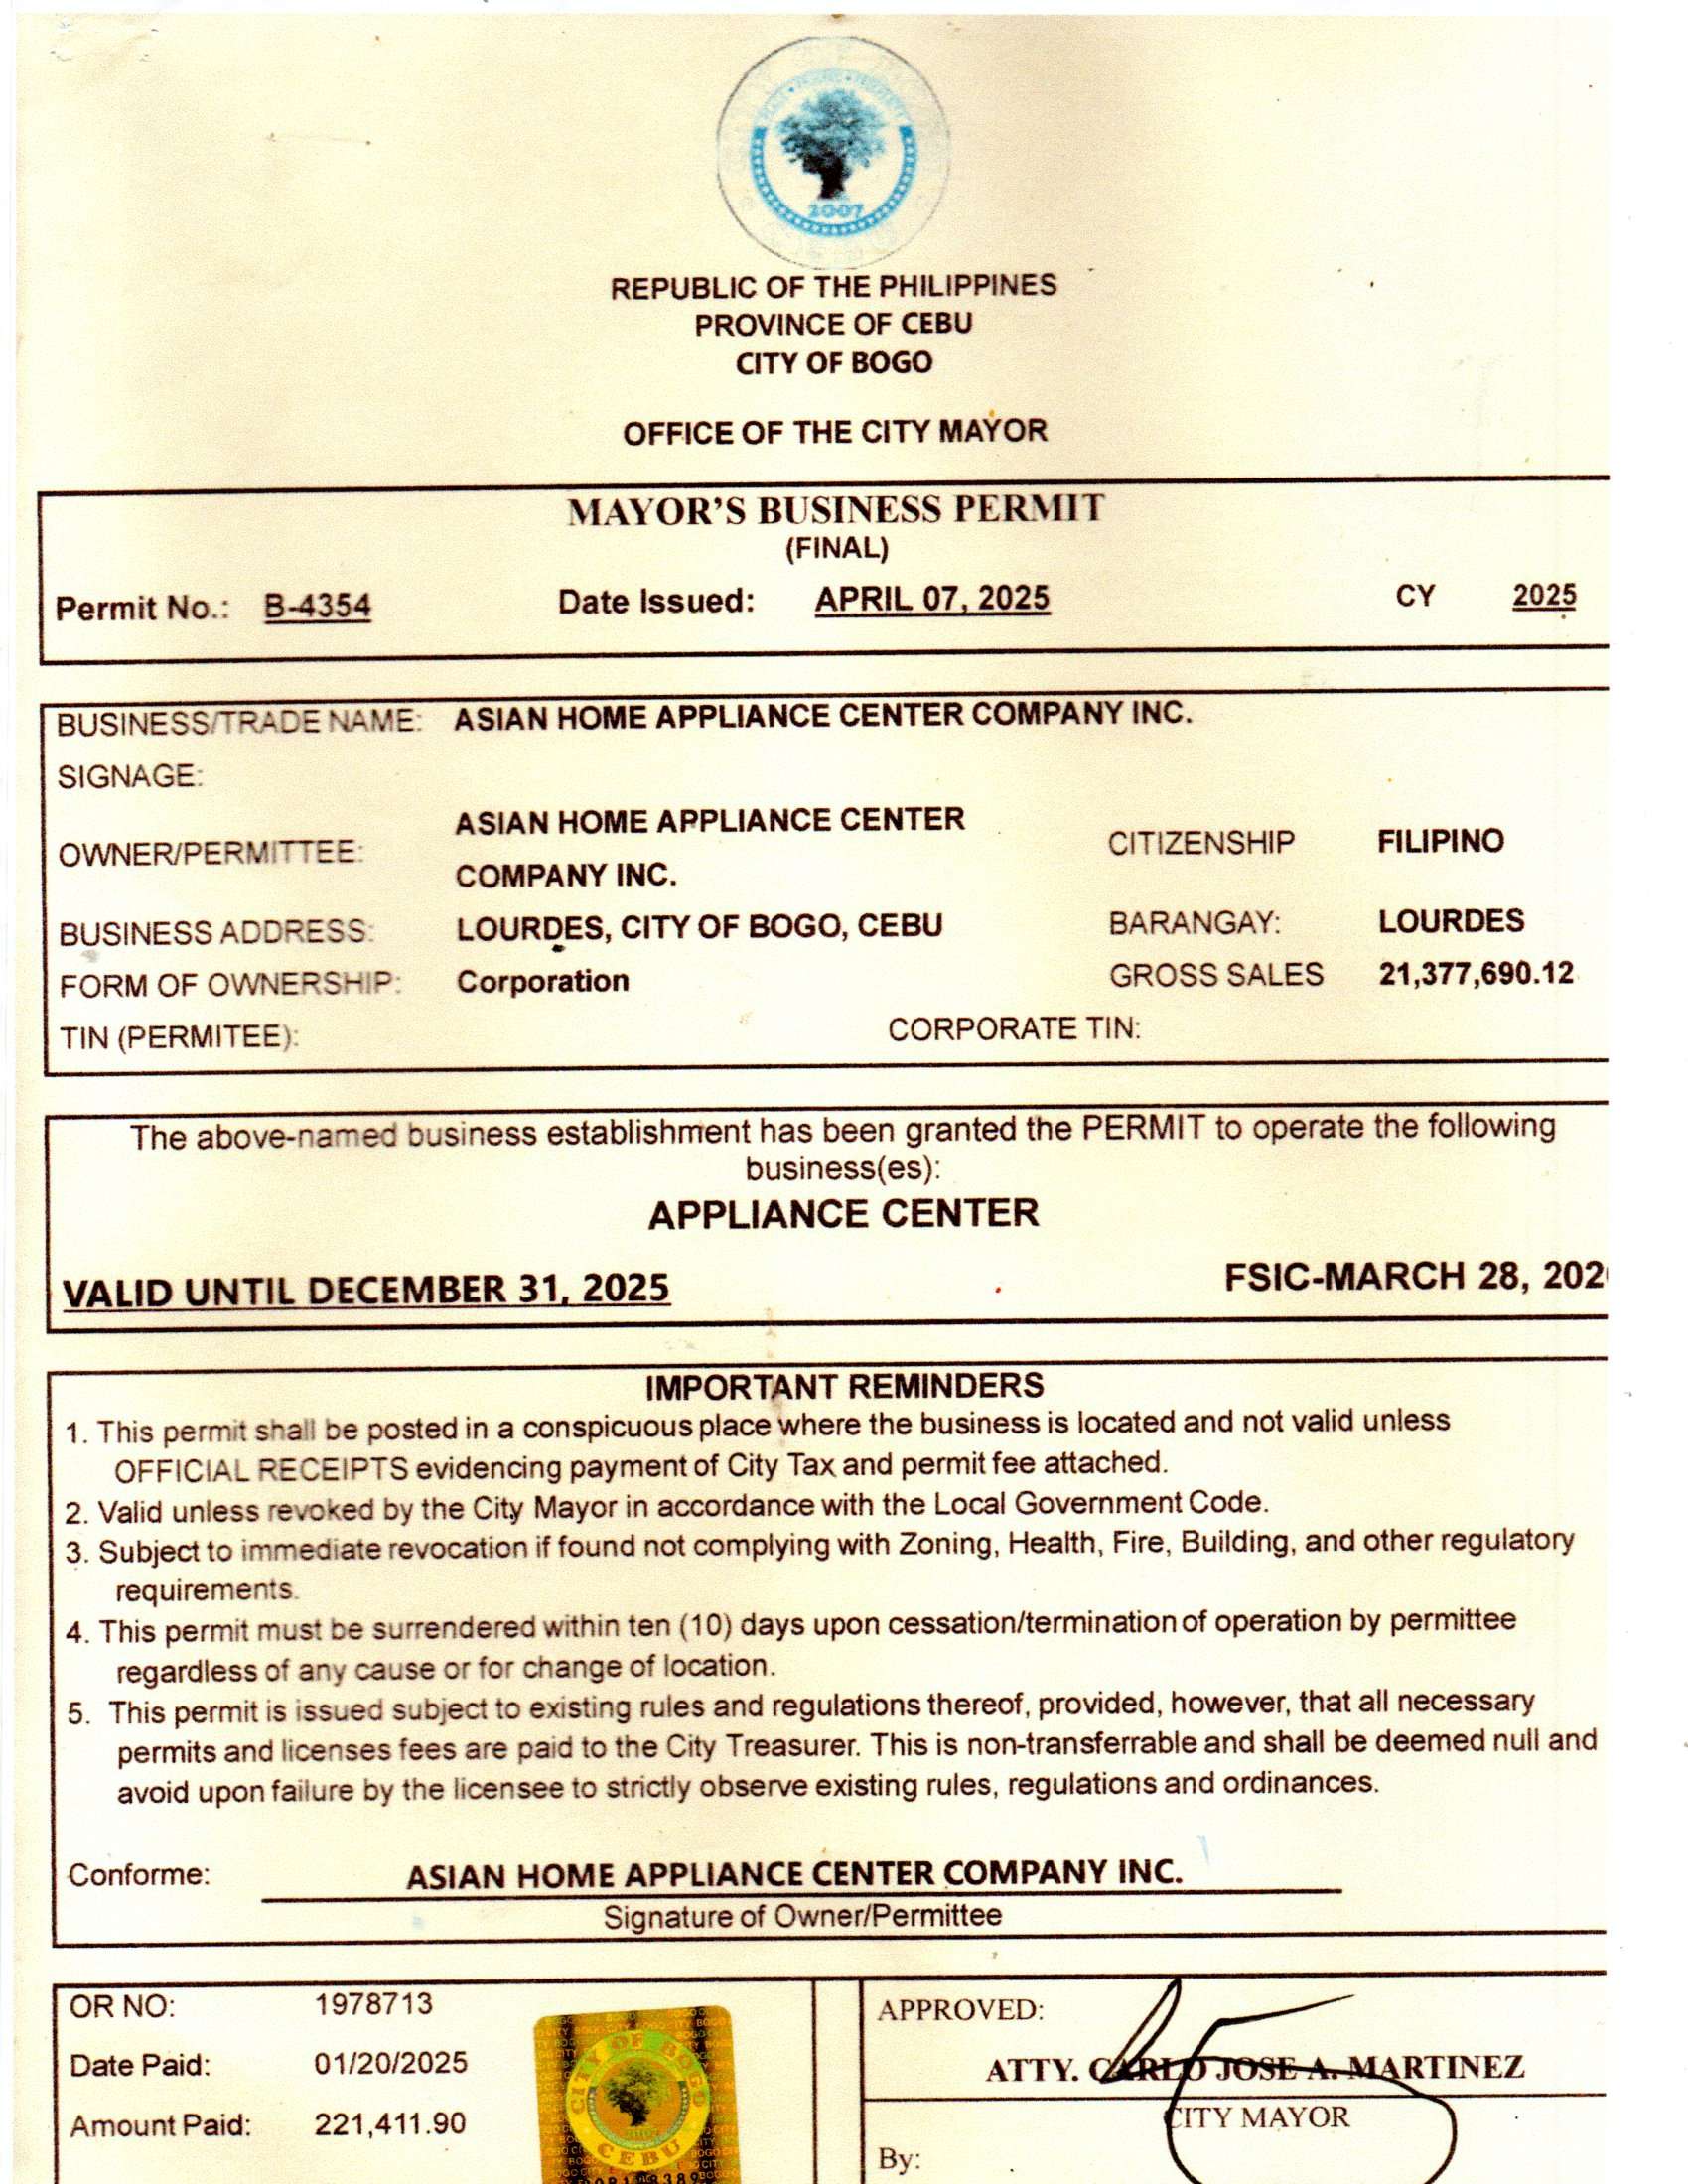 2007
REPUBLIC OF THE PHILIPPINES
PROVINCE OF CEBU
CITY OF BOGO
OFFICE OF THE CITY MAYOR
MAYOR'S BUSINESS PERMIT
(FINAL)
Permit No.: B-4354 Date Issued: APRIL 07, 2025 CY 2025
BUSINESS/TRADE NAME: ASIAN HOME APPLIANCE CENTER COMPANY INC.
SIGNAGE:
OWNER/PERMITTEE: ASIAN HOME APPLIANCE CENTER COMPANY INC. CITIZENSHIP FILIPINO
BUSINESS ADDRESS: LOURDES, CITY OF BOGO, CEBU BARANGAY: LOURDES
FORM OF OWNERSHIP: Corporation GROSS SALES 21,377,690.12
TIN (PERMITEE): CORPORATE TIN:
The above-named business establishment has been granted the PERMIT to operate the following
business(es):
APPLIANCE CENTER
VALID UNTIL DECEMBER 31, 2025 FSIC-MARCH 28, 202
IMPORTANT REMINDERS
1. This permit shall be posted in a conspicuous place where the business is located and not valid unless
OFFICIAL RECEIPTS evidencing payment of City Tax and permit fee attached.
2. Valid unless revoked by the City Mayor in accordance with the Local Government Code.
3. Subject to immediate revocation if found not complying with Zoning, Health, Fire, Building, and other regulatory
requirements.
4. This permit must be surrendered within ten (10) days upon cessation/termination of operation by permittee
regardless of any cause or for change of location.
5. This permit is issued subject to existing rules and regulations thereof, provided, however, that all necessary
permits and licenses fees are paid to the City Treasurer. This is non-transferrable and shall be deemed null and
avoid upon failure by the licensee to strictly observe existing rules, regulations and ordinances.
Conforme: ASIAN HOME APPLIANCE CENTER COMPANY INC.
Signature of Owner/Permittee
OR NO: 1978713
Date Paid: 01/20/2025
Amount Paid: 221,411.90
CITY OF BOGO
CEBU
APPROVED:
ATTY. CARLO JOSE A. MARTINEZ
CITY MAYOR
By: